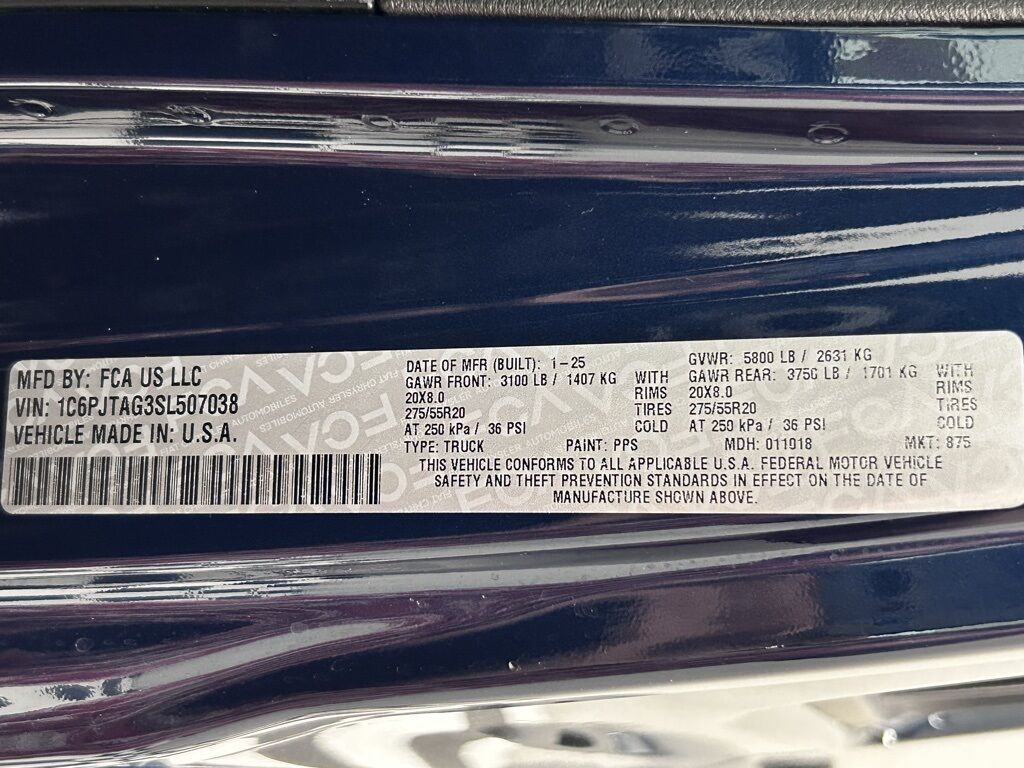 MFD BY: FCA US LLC
VIN: 1C6PJTAG3SL507038
VEHICLE MADE IN: U.S.A.
DATE OF MFR (BUILT): 1-25
GVWR: 5800 LB / 2631 KG
GAWR FRONT: 3100 LB / 1407 KG WITH
20X8.0 RIMS
275/55R20 TIRES
AT 250 kPa / 36 PSI COLD
GAWR REAR: 3750 LB / 1701 KG WITH
20X8.0 RIMS
275/55R20 TIRES
AT 250 kPa / 36 PSI COLD
TYPE: TRUCK PAINT: PPS MDH: 011018 MKT: 875
THIS VEHICLE CONFORMS TO ALL APPLICABLE U.S.A. FEDERAL MOTOR VEHICLE
SAFETY AND THEFT PREVENTION STANDARDS IN EFFECT ON THE DATE OF
MANUFACTURE SHOWN ABOVE.